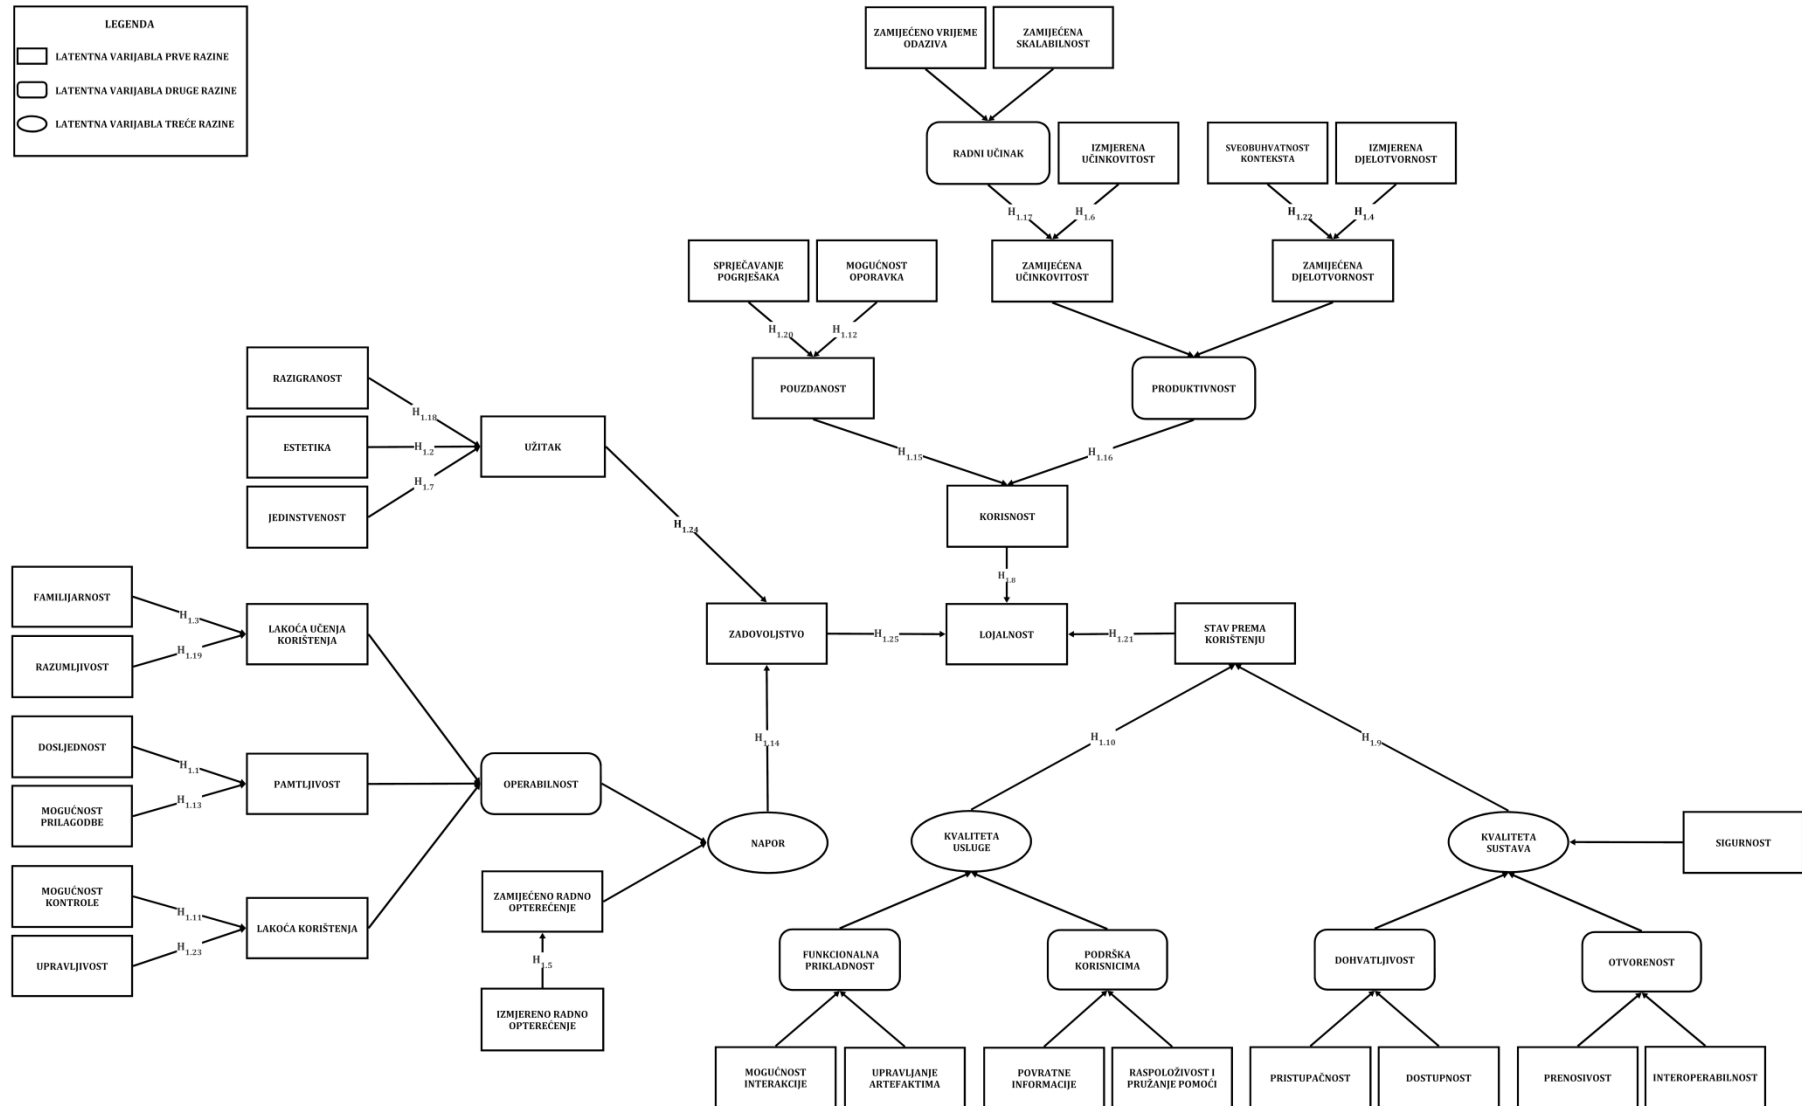 LEGENDA
LATENTNA VARIJABLA PRVE RAZINE
LATENTNA VARIJABLA DRUGE RAZINE
LATENTNA VARIJABLA TREĆE RAZINE
ZAMIJEĆENO VRIJEME
ODAZIVA
ZAMIJEĆENA
SKALABILNOST
RADNI UČINAK
IZMJERENA
UČINKOVITOST
SVEOBUHVATNOST
KONTEKSTA
IZMJERENA
DJELOTVORNOST
H1.17
H1.6
H1.22
H1.4
SPRJEČAVANJE
POGRJEŠAKA
MOGUĆNOST
OPORAVKA
ZAMIJEĆENA
UČINKOVITOST
ZAMIJEĆENA
DJELOTVORNOST
H1.20
H1.12
RAZIGRANOST
POUZDANOST
PRODUKTIVNOST
H1.18
ESTETIKA
H1.2
UŽITAK
H1.15
H1.16
H1.7
JEDINSTVENOST
KORISNOST
H1.24
H1.8
FAMILIJARNOST
H1.3
LAKOĆA UČENJA
KORIŠTENJA
ZADOVOLJSTVO
H1.25
LOJALNOST
H1.21
STAV PREMA
KORIŠTENJU
RAZUMLJIVOST
H1.19
DOSLJEDNOST
H1.1
H1.14
H1.10
H1.9
PAMTLJIVOST
OPERABILNOST
MOGUĆNOST
PRILAGODBE
H1.13
NAPOR
KVALITETA
USLUGE
KVALITETA
SUSTAVA
SIGURNOST
MOGUĆNOST
KONTROLE
H1.11
LAKOĆA KORIŠTENJA
ZAMIJEĆENO RADNO
OPTEREĆENJE
UPRAVLJIVOST
H1.23
H1.5
FUNKCIONALNA
PRIKLADNOST
PODRŠKA
KORISNICIMA
DOHVATLJIVOST
OTVORENOST
IZMJERENO RADNO
OPTEREĆENJE
MOGUĆNOST
INTERAKCIJE
UPRAVLJANJE
ARTEFAKTIMA
POVRATNE
INFORMACIJE
RASPOLOŽIVOST I
PRUŽANJE POMOĆI
PRISTUPAČNOST
DOSTUPNOST
PRENOSIVOST
INTEROPERABILNOST